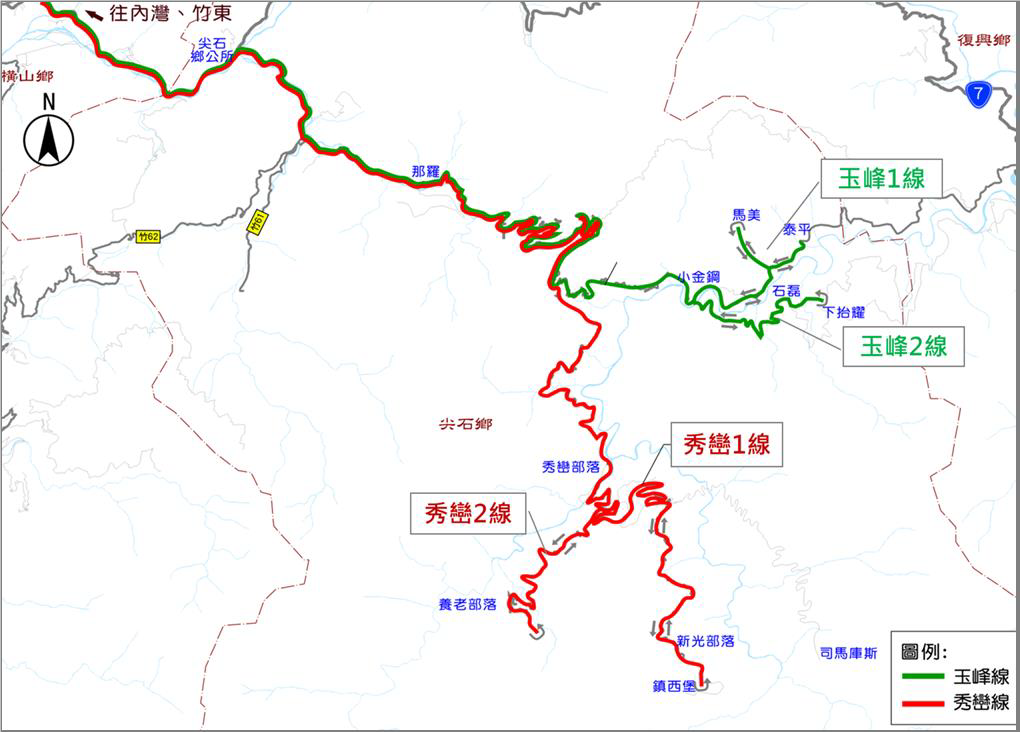 往內灣、竹東
復興鄉
尖石
鄉公所
橫山鄉
7
N
那羅
玉峰1線
竹61
竹62
馬美
泰平
小金鋼
石磊
下抬耀
玉峰2線
尖石鄉
秀巒1線
秀巒部落
秀巒2線
養老部落
新光部落
司馬庫斯
鎮西堡
圖例:
玉峰線
秀巒線